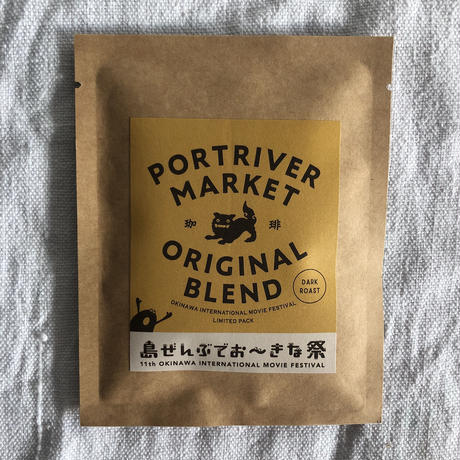 PORTRIVER
MARKET
珈 琲
ORIGINAL
BLEND
DARK
ROAST
OKINAWA INTERNATIONAL MOVIE FESTIVAL
LIMITED PACK
島ぜんぶでお〜きな祭
11th OKINAWA INTERNATIONAL MOVIE FESTIVAL